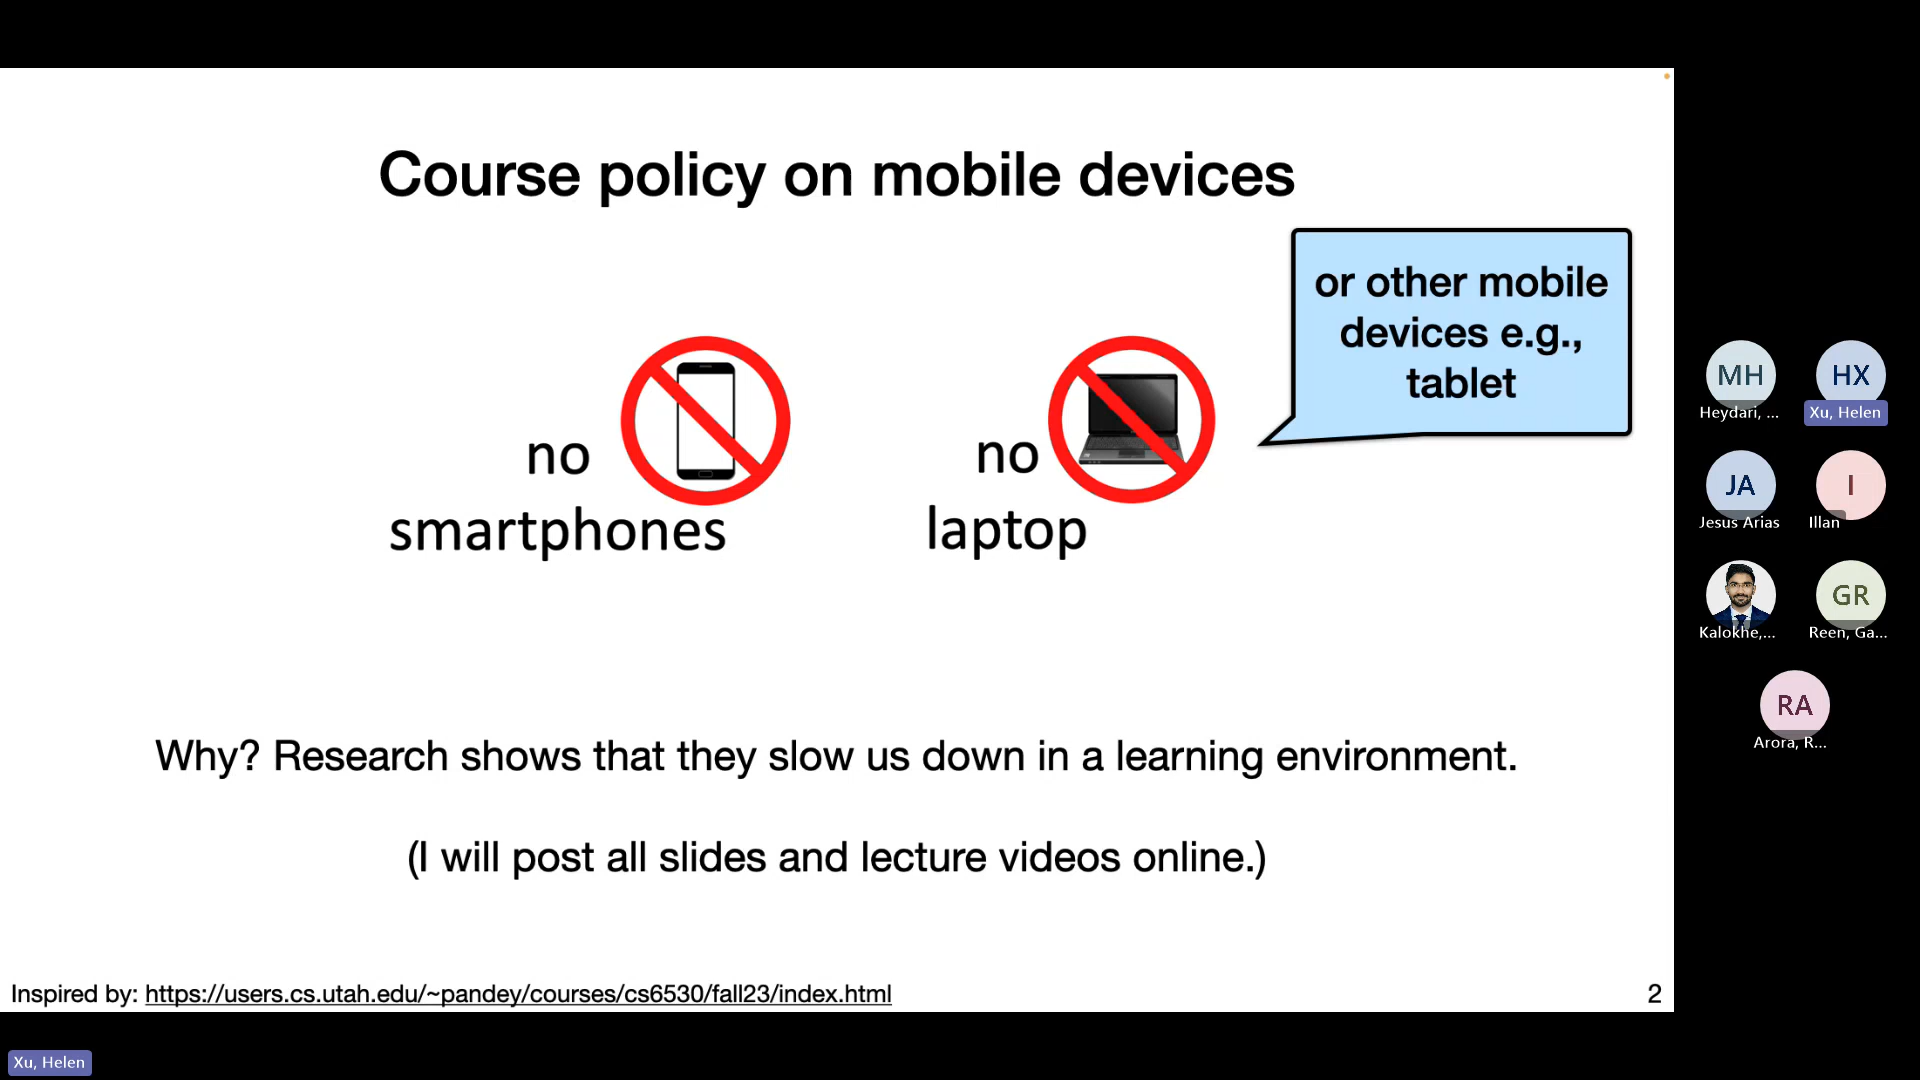 Course policy on mobile devices
or other mobile
devices e.g.,
tablet
no
smartphones
no
laptop
Why? Research shows that they slow us down in a learning environment.
(I will post all slides and lecture videos online.)
Inspired by: https://users.cs.utah.edu/~pandey/courses/cs6530/fall23/index.html
2
MH
Heydari, ...
HX
Xu, Helen
JA
Jesus Arias
I
Illan
Kalokhe,...
GR
Reen, Ga...
RA
Arora, R...
Xu, Helen